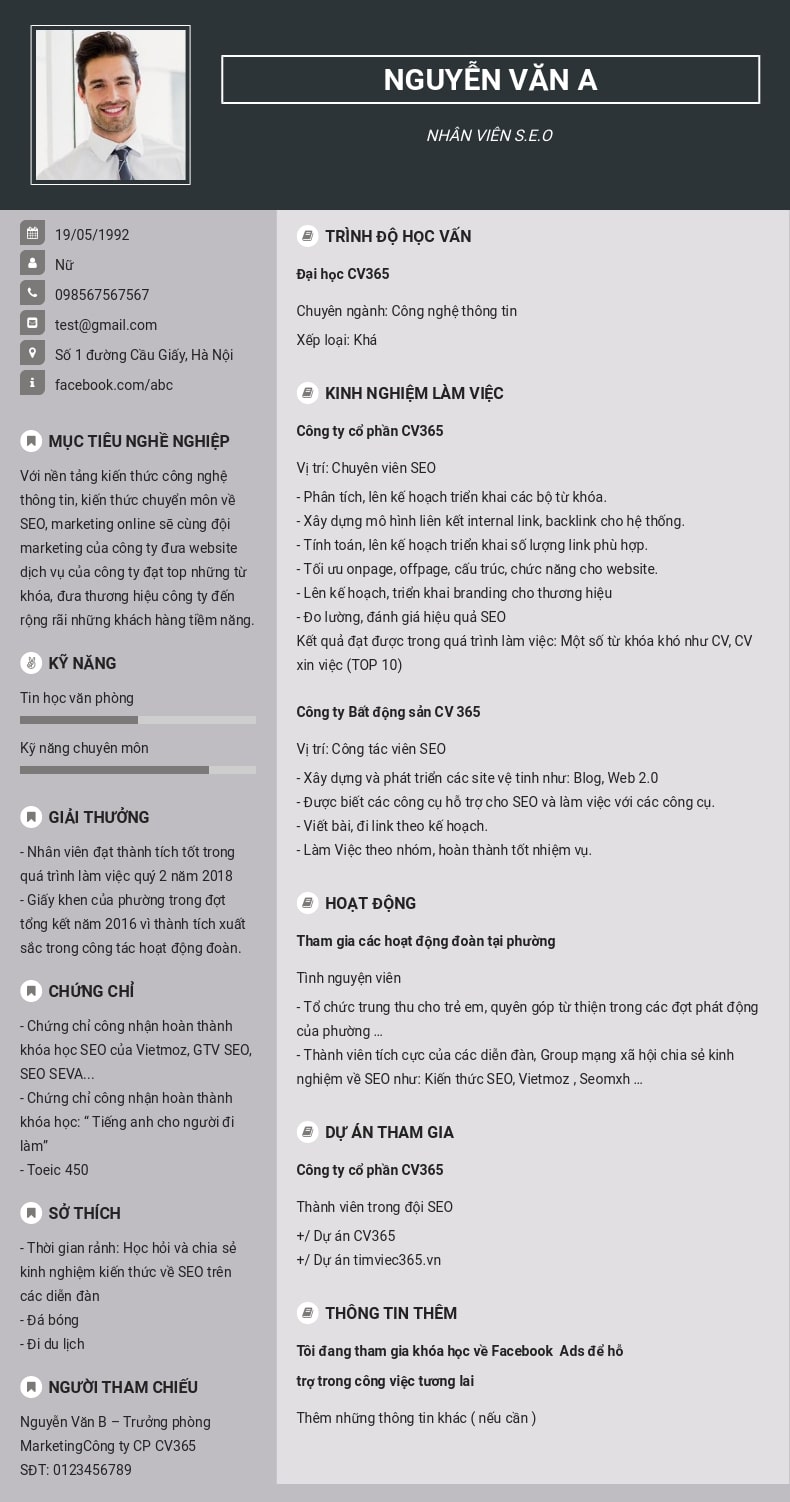 NGUYỄN VĂN A
NHÂN VIÊN S.E.O
19/05/1992
Nữ
098567567567
test@gmail.com
Số 1 đường Cầu Giấy, Hà Nội
facebook.com/abc
MỤC TIÊU NGHỀ NGHIỆP
Với nền tảng kiến thức công nghệ
thông tin, kiến thức chuyển môn về
SEO, marketing online sẽ cùng đội
marketing của công ty đưa website
dịch vụ của công ty đạt top những từ
khóa, đưa thương hiệu công ty đến
rộng rãi những khách hàng tiềm năng.
KỸ NĂNG
Tin học văn phòng
Kỹ năng chuyên môn
GIẢI THƯỞNG
- Nhân viên đạt thành tích tốt trong
quá trình làm việc quý 2 năm 2018
- Giấy khen của phường trong đợt
tổng kết năm 2016 vì thành tích xuất
sắc trong công tác hoạt động đoàn.
CHỨNG CHỈ
- Chứng chỉ công nhận hoàn thành
khóa học SEO của Vietmoz, GTV SEO,
SEO SEVA...
- Chứng chỉ công nhận hoàn thành
khóa học: “ Tiếng anh cho người đi
làm”
- Toeic 450
SỞ THÍCH
- Thời gian rảnh: Học hỏi và chia sẻ
kinh nghiệm kiến thức về SEO trên
các diễn đàn
- Đá bóng
- Đi du lịch
NGƯỜI THAM CHIẾU
Nguyễn Văn B – Trưởng phòng
MarketingCông ty CP CV365
SĐT: 0123456789
TRÌNH ĐỘ HỌC VẤN
Đại học CV365
Chuyên ngành: Công nghệ thông tin
Xếp loại: Khá
KINH NGHIỆM LÀM VIỆC
Công ty cổ phần CV365
Vị trí: Chuyên viên SEO
- Phân tích, lên kế hoạch triển khai các bộ từ khóa.
- Xây dựng mô hình liên kết internal link, backlink cho hệ thống.
- Tính toán, lên kế hoạch triển khai số lượng link phù hợp.
- Tối ưu onpage, offpage, cấu trúc, chức năng cho website.
- Lên kế hoạch, triển khai branding cho thương hiệu
- Đo lường, đánh giá hiệu quả SEO
Kết quả đạt được trong quá trình làm việc: Một số từ khóa khó như CV, CV
xin việc (TOP 10)
Công ty Bất động sản CV 365
Vị trí: Công tác viên SEO
- Xây dựng và phát triển các site vệ tinh như: Blog, Web 2.0
- Được biết các công cụ hỗ trợ cho SEO và làm việc với các công cụ.
- Viết bài, đi link theo kế hoạch.
- Làm Việc theo nhóm, hoàn thành tốt nhiệm vụ.
HOẠT ĐỘNG
Tham gia các hoạt động đoàn tại phường
Tình nguyện viên
- Tổ chức trung thu cho trẻ em, quyên góp từ thiện trong các đợt phát động
của phường …
- Thành viên tích cực của các diễn đàn, Group mạng xã hội chia sẻ kinh
nghiệm về SEO như: Kiến thức SEO, Vietmoz , Seomxh …
DỰ ÁN THAM GIA
Công ty cổ phần CV365
Thành viên trong đội SEO
+/ Dự án CV365
+/ Dự án timviec365.vn
THÔNG TIN THÊM
Tôi đang tham gia khóa học về Facebook Ads để hỗ
trợ trong công việc tương lai
Thêm những thông tin khác ( nếu cần )